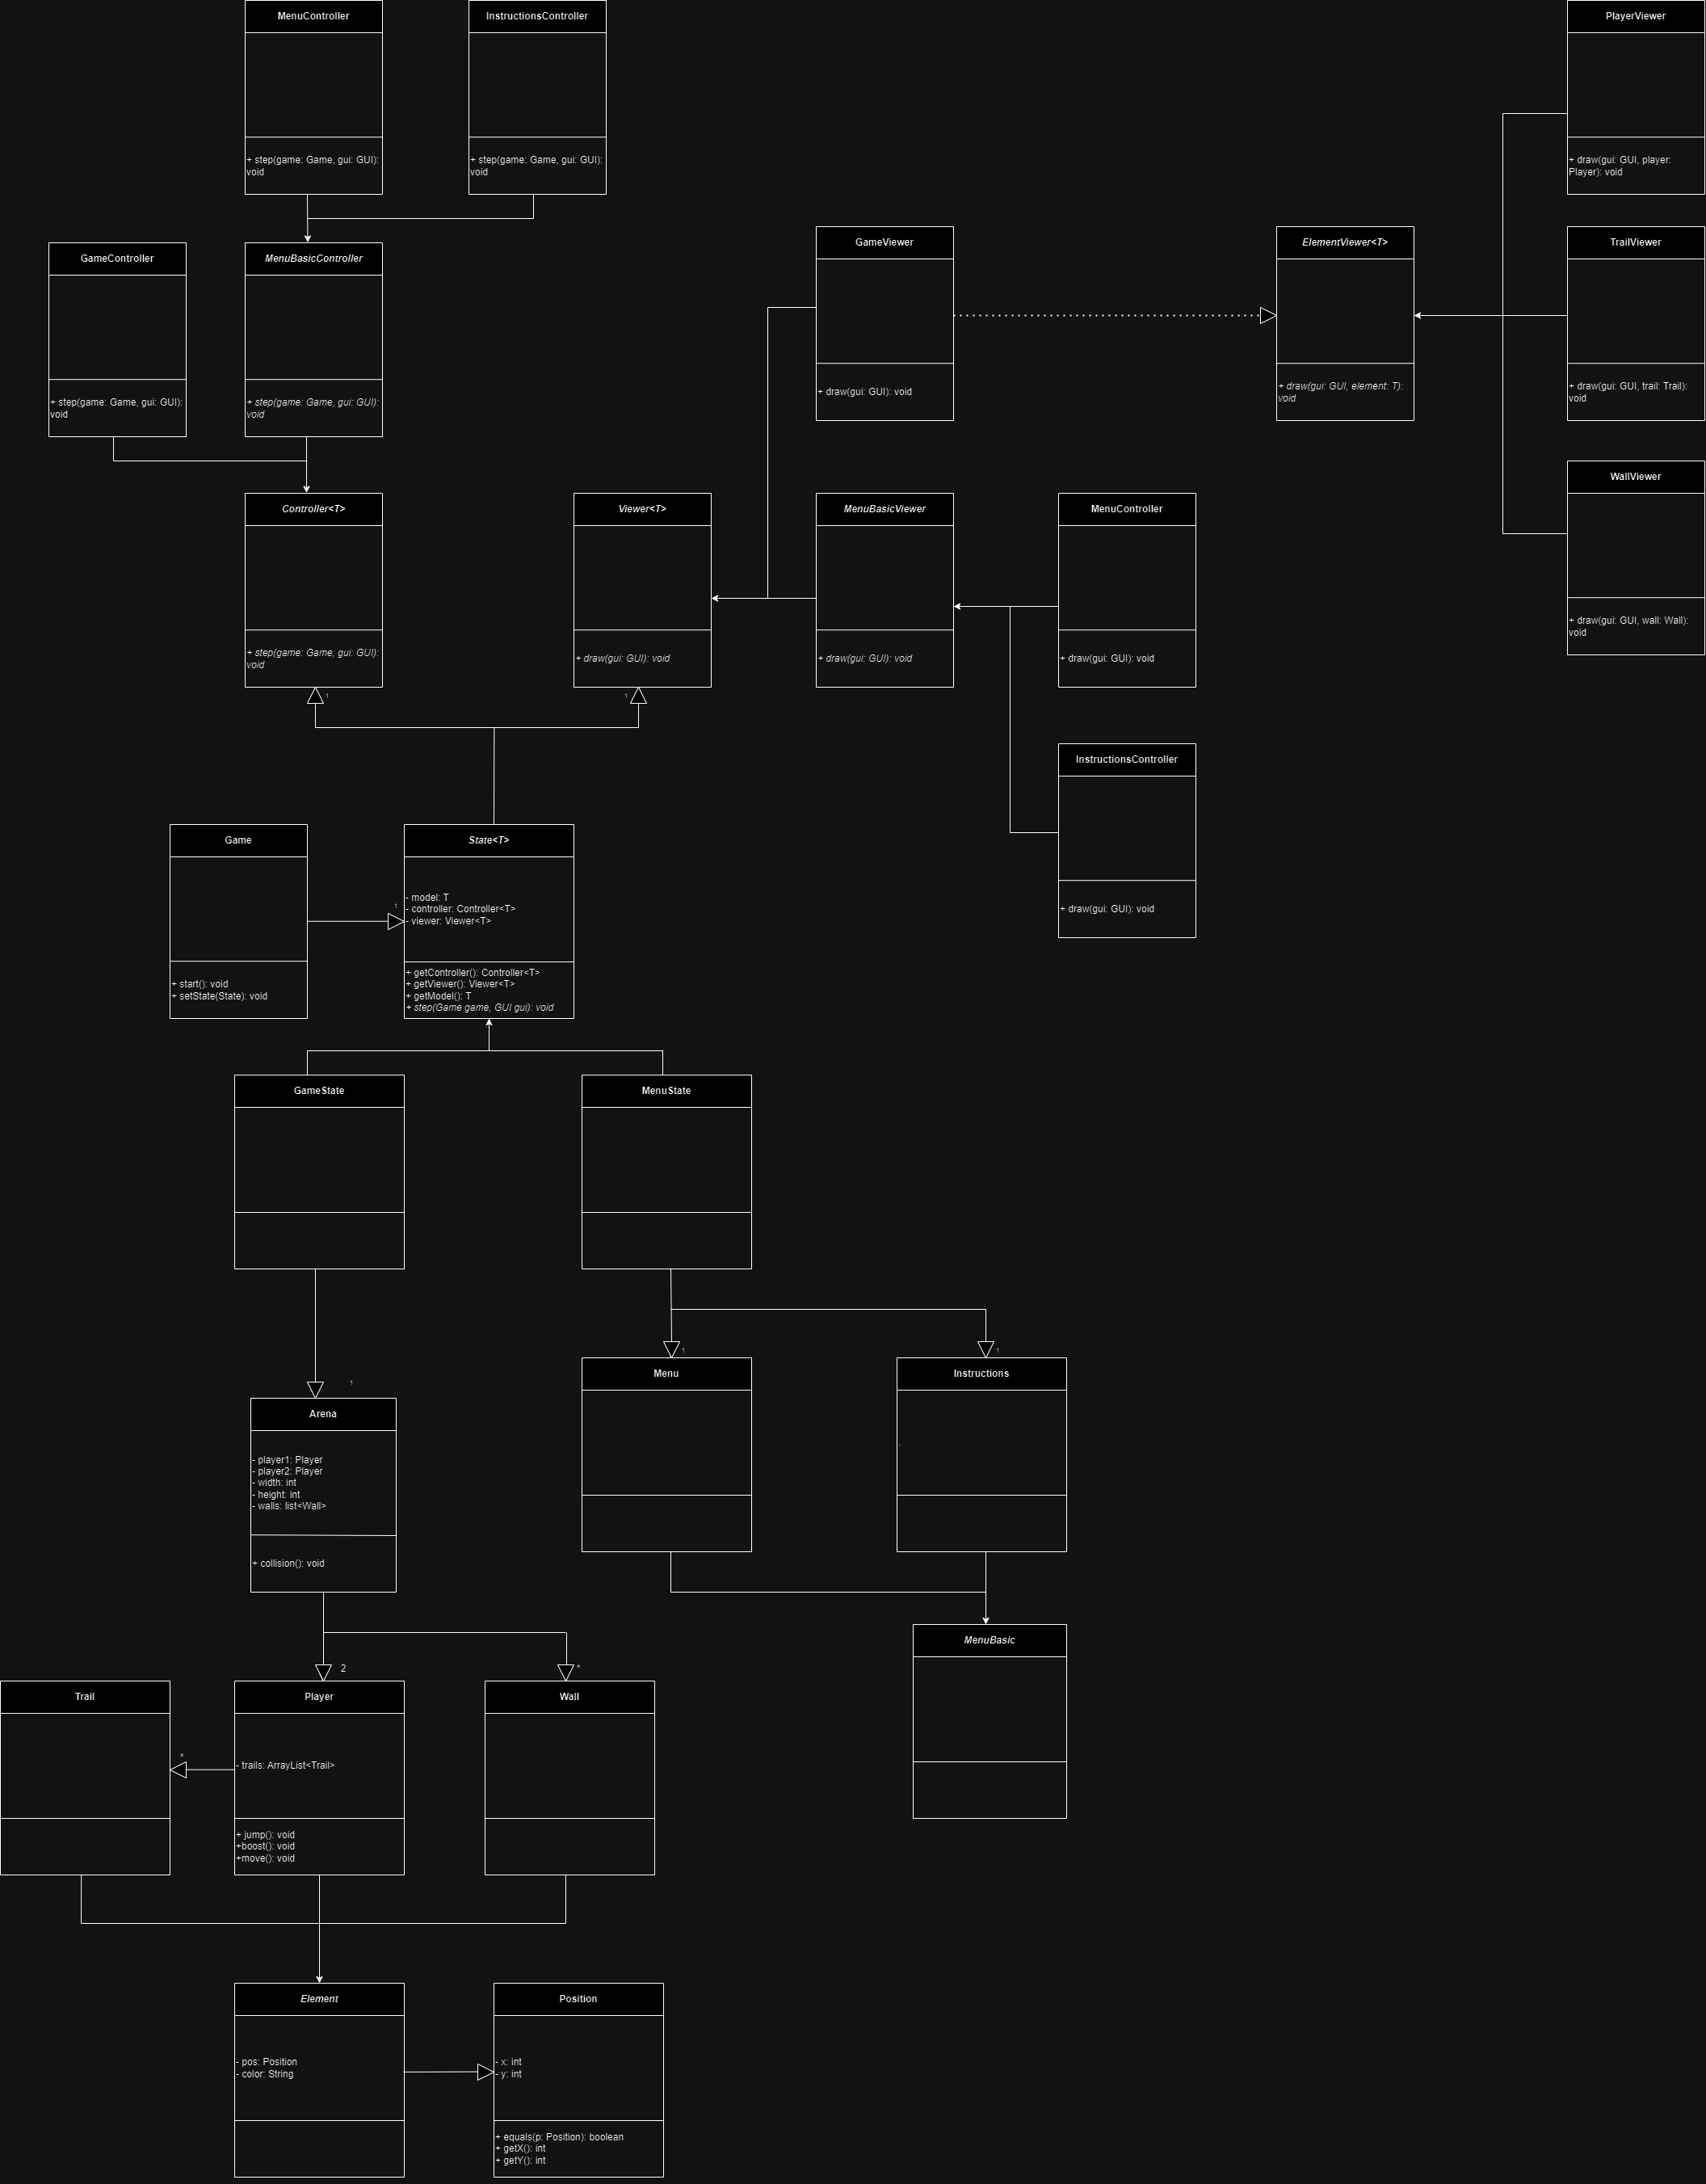 MenuController
+ step(game: Game, gui: GUI):
void
InstructionsController
+ step(game: Game, gui: GUI):
void
PlayerViewer
+ draw(gui: GUI, player:
Player): void
GameController
+ step(game: Game, gui: GUI):
void
MenuBasicController
+ step(game: Game, gui: GUI):
void
GameViewer
+ draw(gui: GUI): void
ElementViewer<T>
+ draw(gui: GUI, element: T):
void
TrailViewer
+ draw(gui: GUI, trail: Trail):
void
WallViewer
+ draw(gui: GUI, wall: Wall):
void
Controller<T>
+ step(game: Game, gui: GUI):
void
1
Viewer<T>
+ draw(gui: GUI): void
1
MenuBasicViewer
+ draw(gui: GUI): void
MenuController
+ draw(gui: GUI): void
InstructionsController
+ draw(gui: GUI): void
Game
+ start(): void
+ setState(State): void
1
State<T>
- model: T
- controller: Controller<T>
- viewer: Viewer<T>
+ getController(): Controller<T>
+ getViewer(): Viewer<T>
+ getModel(): T
+ step(Game game, GUI gui): void
GameState
MenuState
1
Arena
- player1: Player
- player2: Player
- width: int
- height: int
- walls: list<Wall>
+ collision(): void
1
Menu
1
Instructions
.
MenuBasic
2
*
Trail
*
Player
- trails: ArrayList<Trail>
+ jump(): void
+boost(): void
+move(): void
Wall
Element
- pos: Position
- color: String
Position
- x: int
- y: int
+ equals(p: Position): boolean
+ getX(): int
+ getY(): int